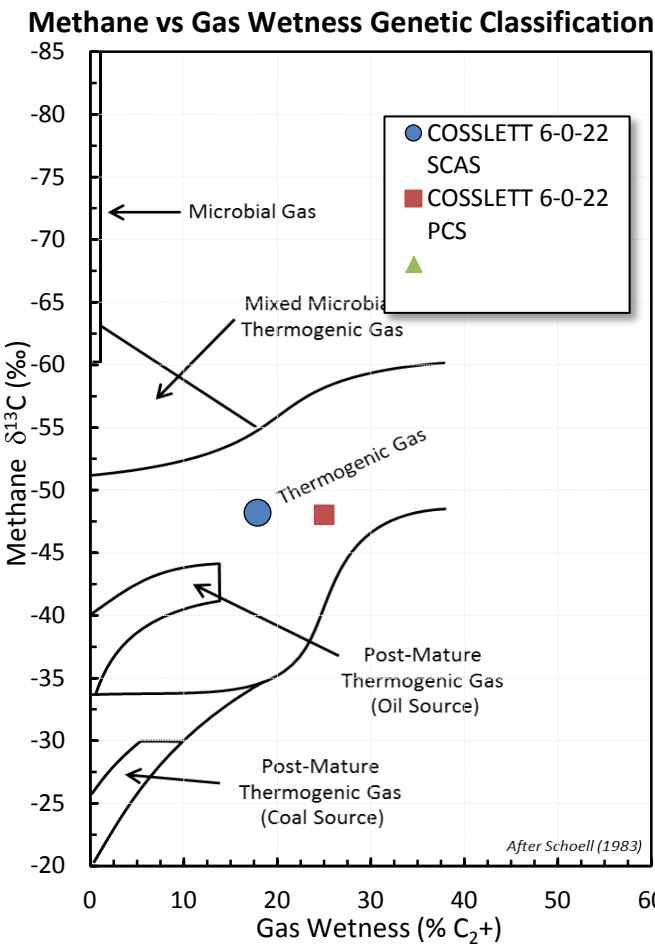 Methane vs Gas Wetness Genetic Classification
-85
-80
-75
-70
-65
-60
-55
-50
-45
-40
-35
-30
-25
-20
Methane δ13C (‰)
COSSLETT 6-0-22
SCAS
COSSLETT 6-0-22
PCS
Microbial Gas
Mixed Microbia
Thermogenic Gas
Thermogenic Gas
Post-Mature
Thermogenic Gas
(Oil Source)
Post-Mature
Thermogenic Gas
(Coal Source)
After Schoell (1983)
0 10 20 30 40 50 60
Gas Wetness (% C2+)